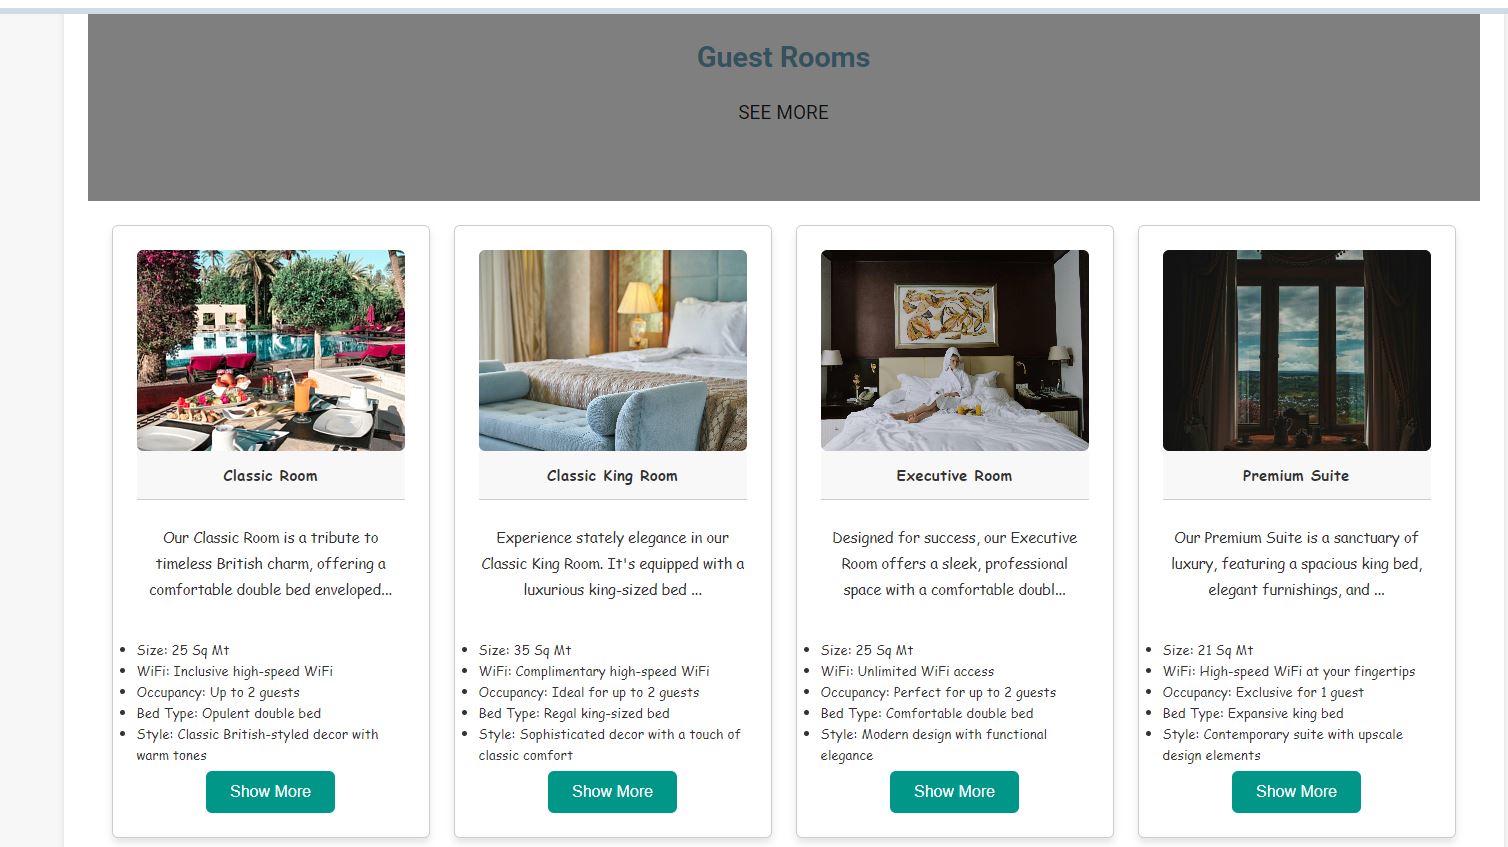 Guest Rooms
SEE MORE
Classic Room
Our Classic Room is a tribute to
timeless British charm, offering a
comfortable double bed enveloped...
Size: 25 Sq Mt
WiFi: Inclusive high-speed WiFi
Occupancy: Up to 2 guests
Bed Type: Opulent double bed
Style: Classic British-styled decor with
warm tones
Show More
Classic King Room
Experience stately elegance in our
Classic King Room. It's equipped with a
luxurious king-sized bed ...
Size: 35 Sq Mt
WiFi: Complimentary high-speed WiFi
Occupancy: Ideal for up to 2 guests
Bed Type: Regal king-sized bed
Style: Sophisticated decor with a touch of
classic comfort
Show More
Executive Room
Designed for success, our Executive
Room offers a sleek, professional
space with a comfortable doubl...
Size: 25 Sq Mt
WiFi: Unlimited WiFi access
Occupancy: Perfect for up to 2 guests
Bed Type: Comfortable double bed
Style: Modern design with functional
elegance
Show More
Premium Suite
Our Premium Suite is a sanctuary of
luxury, featuring a spacious king bed,
elegant furnishings, and ...
Size: 21 Sq Mt
WiFi: High-speed WiFi at your fingertips
Occupancy: Exclusive for 1 guest
Bed Type: Expansive king bed
Style: Contemporary suite with upscale
design elements
Show More